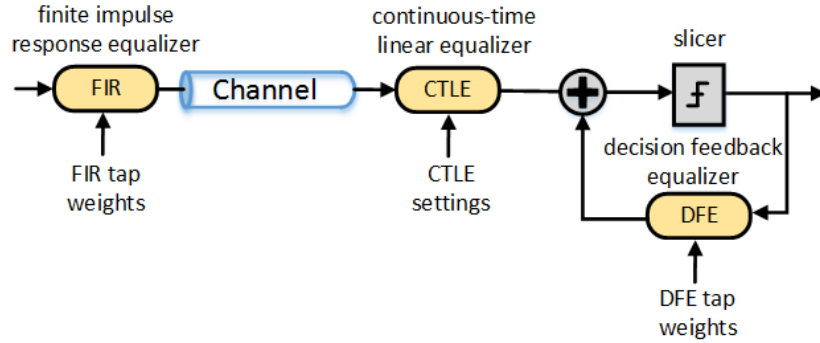 finite impulse
response equalizer
continuous-time
linear equalizer
slicer
FIR
Channel
CTLE
decision feedback
equalizer
FIR tap
weights
CTLE
settings
DFE
DFE tap
weights